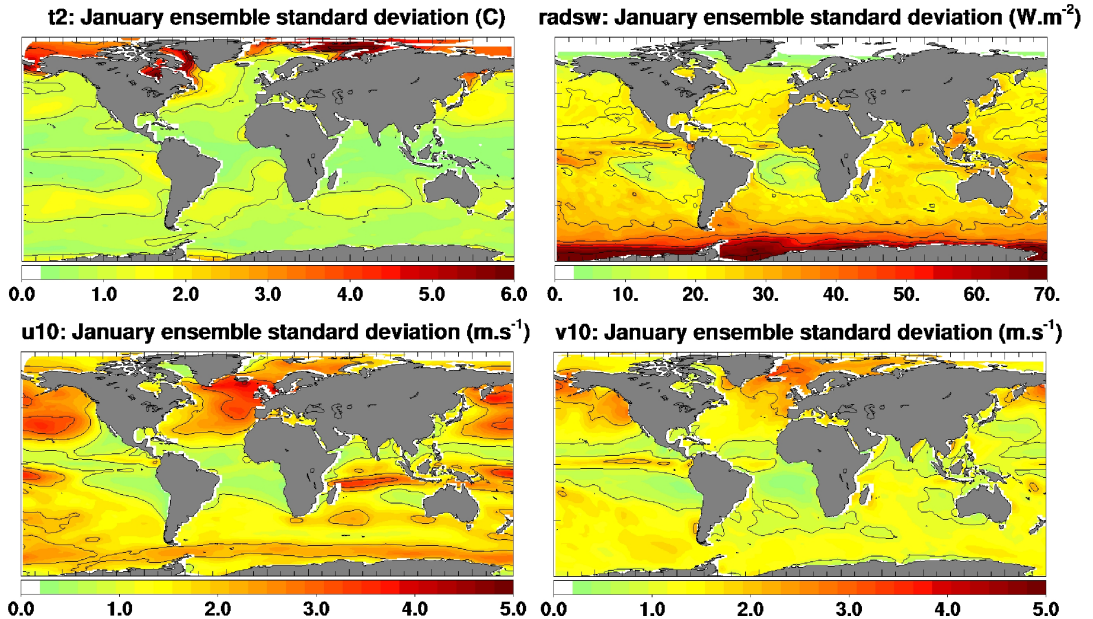 t2: January ensemble standard deviation (C)
radsw: January ensemble standard deviation (W.m⁻²)
0.0 1.0 2.0 3.0 4.0 5.0 6.0
0. 10. 20. 30. 40. 50. 60. 70.
u10: January ensemble standard deviation (m.s⁻¹)
v10: January ensemble standard deviation (m.s⁻¹)
0.0 1.0 2.0 3.0 4.0 5.0
0.0 1.0 2.0 3.0 4.0 5.0